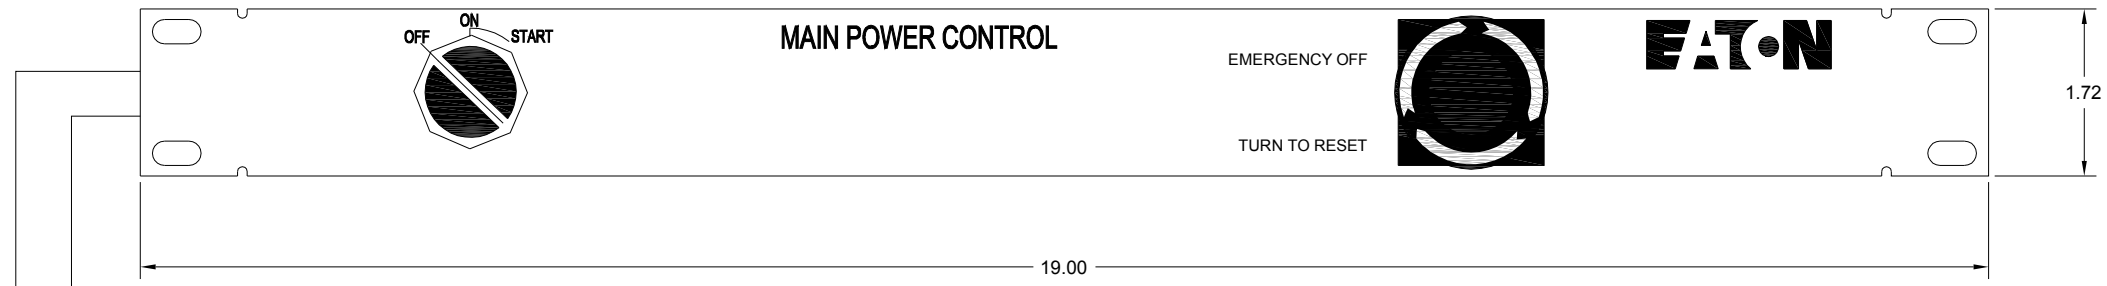 ON
OFF
START
MAIN POWER CONTROL
EMERGENCY OFF
TURN TO RESET
EATON
1.72
19.00